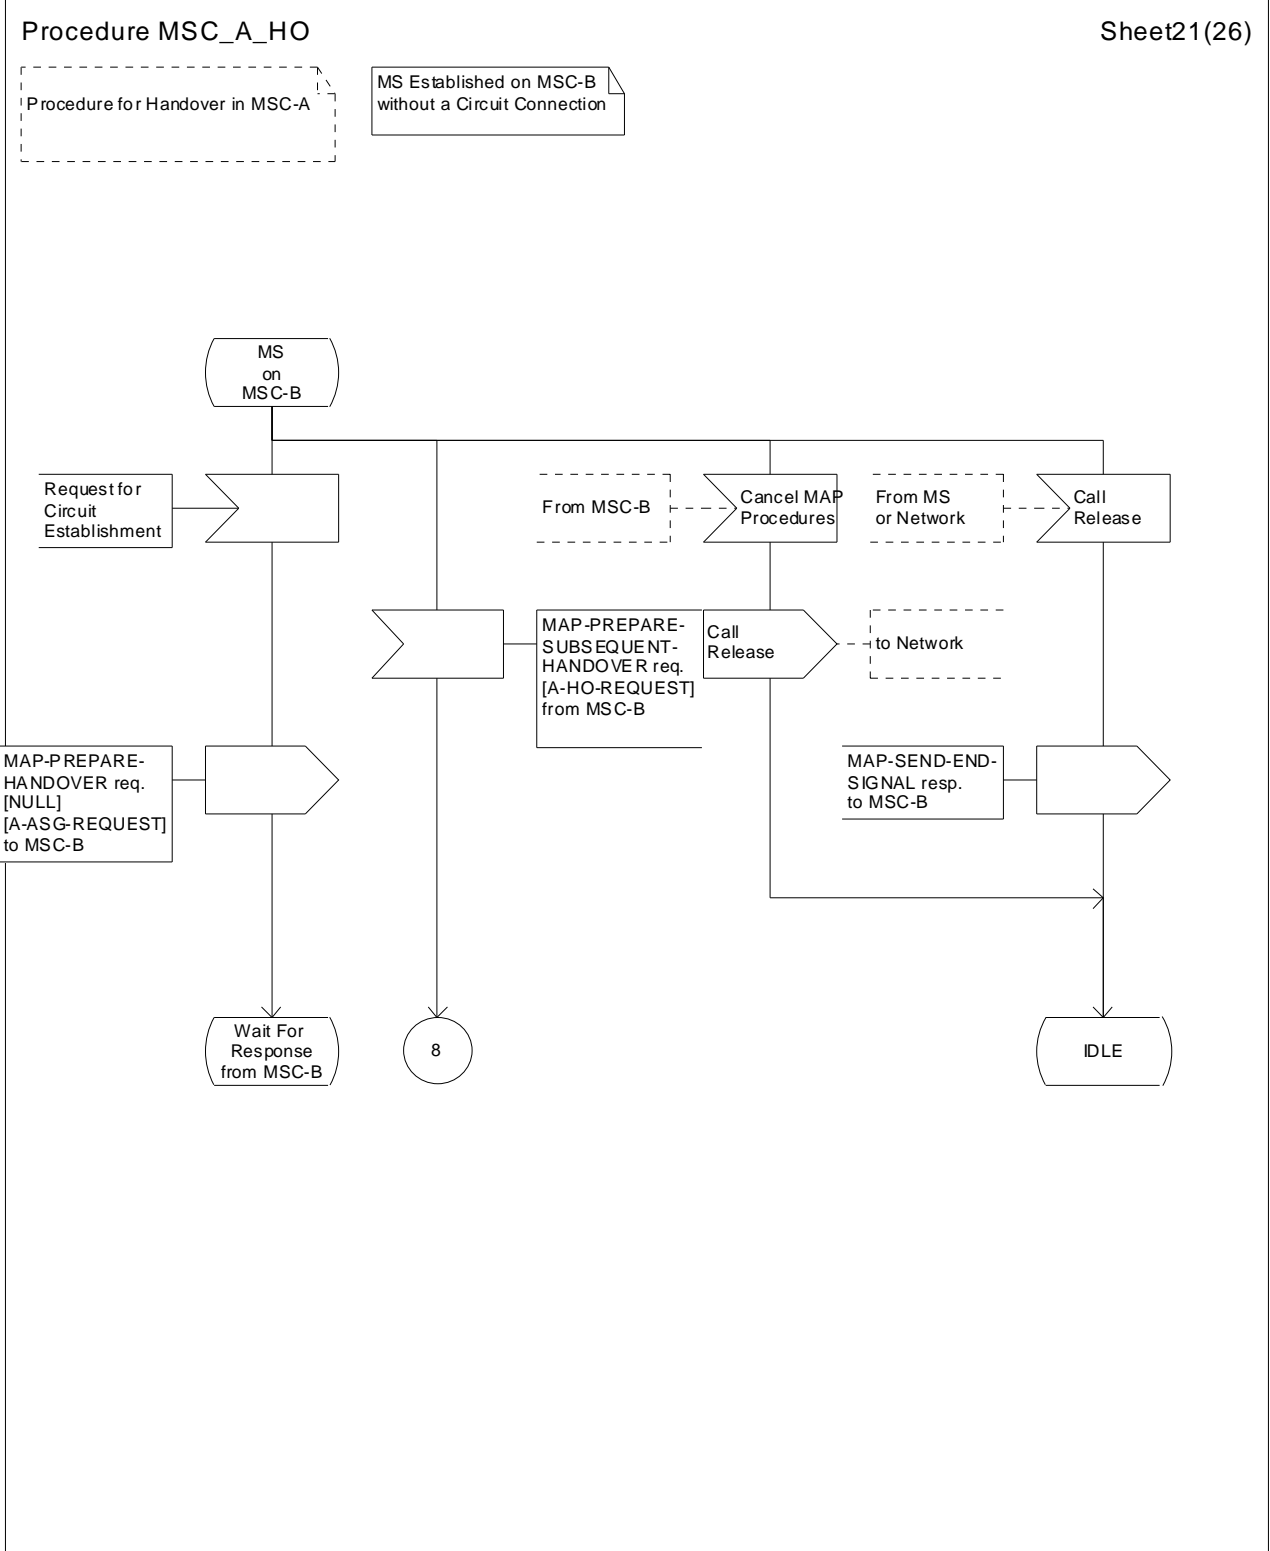 Procedure MSC_A_HO
Sheet21(26)
Procedure for Handover in MSC-A
MS Established on MSC-B
without a Circuit Connection
MS
on
MSC-B
Request for
Circuit
Establishment
From MSC-B
Cancel MAP
Procedures
From MS
or Network
Call
Release
MAP-PREPARE-
SUBSEQUENT-
HANDOVER req.
[A-HO-REQUEST]
from MSC-B
Call
Release
to Network
MAP-PREPARE-
HANDOVER req.
[NULL]
[A-ASG-REQUEST]
to MSC-B
MAP-SEND-END-
SIGNAL resp.
to MSC-B
Wait For
Response
from MSC-B
8
IDLE